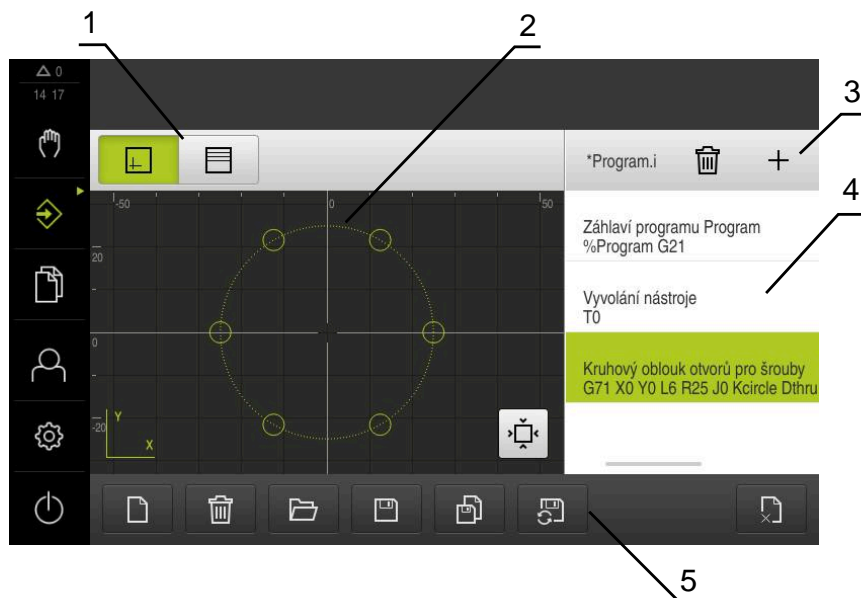 1
2
3
4
5
0
14 17
*Program.i
-50
0
50
20
0
-20
Y
X
Záhlaví programu Program
%Program G21
Vyvolání nástroje
T0
Kruhový oblouk otvorů pro šrouby
G71 X0 Y0 L6 R25 J0 Kcircle Dthru